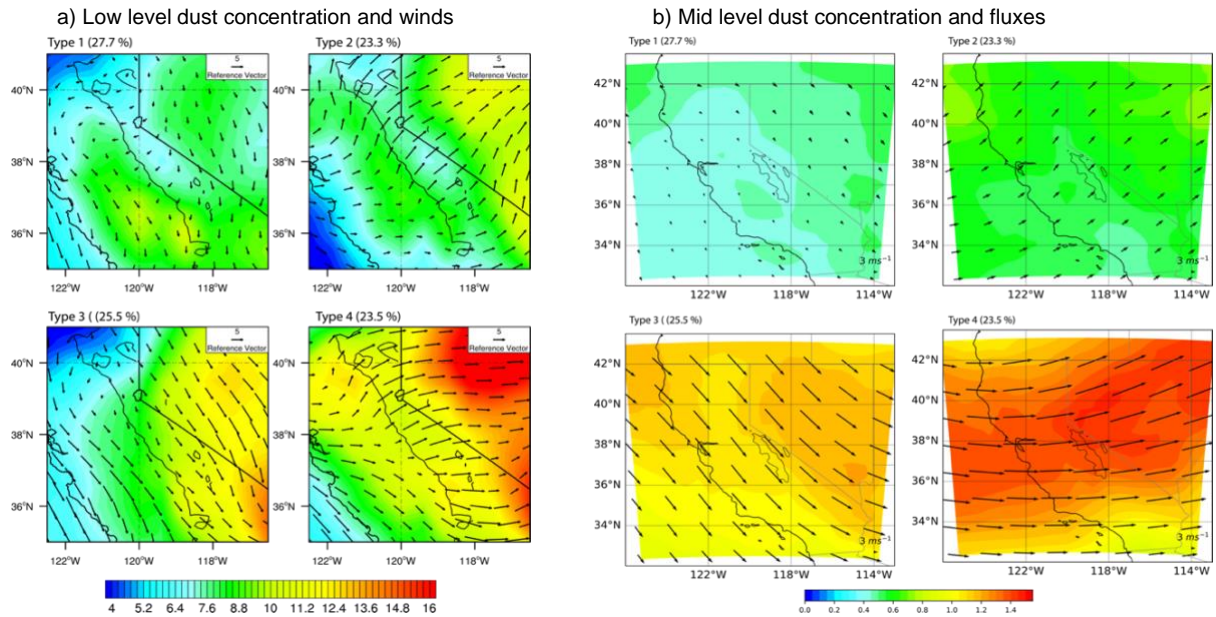 a) Low level dust concentration and winds
b) Mid level dust concentration and fluxes
Type 1 (27.7 %)
Type 2 (23.3 %)
5
Reference Vector
5
Reference Vector
40°N
38°N
36°N
122°W
120°W
118°W
122°W
120°W
118°W
Type 3 ( (25.5 %)
Type 4 (23.5 %)
5
Reference Vector
5
Reference Vector
40°N
38°N
36°N
122°W
120°W
118°W
122°W
120°W
118°W
4 5.2 6.4 7.6 8.8 10 11.2 12.4 13.6 14.8 16
Type 1 (27.7 %)
Type 2 (23.3 %)
42°N
40°N
38°N
36°N
34°N
3 ms⁻¹
122°W
118°W
114°W
42°N
40°N
38°N
36°N
34°N
3 ms⁻¹
122°W
118°W
114°W
Type 3 ( (25.5 %)
Type 4 (23.5 %)
42°N
40°N
38°N
36°N
34°N
3 ms⁻¹
122°W
118°W
114°W
42°N
40°N
38°N
36°N
34°N
3 ms⁻¹
122°W
118°W
114°W
0.0 0.2 0.4 0.6 0.8 1.0 1.2 1.4